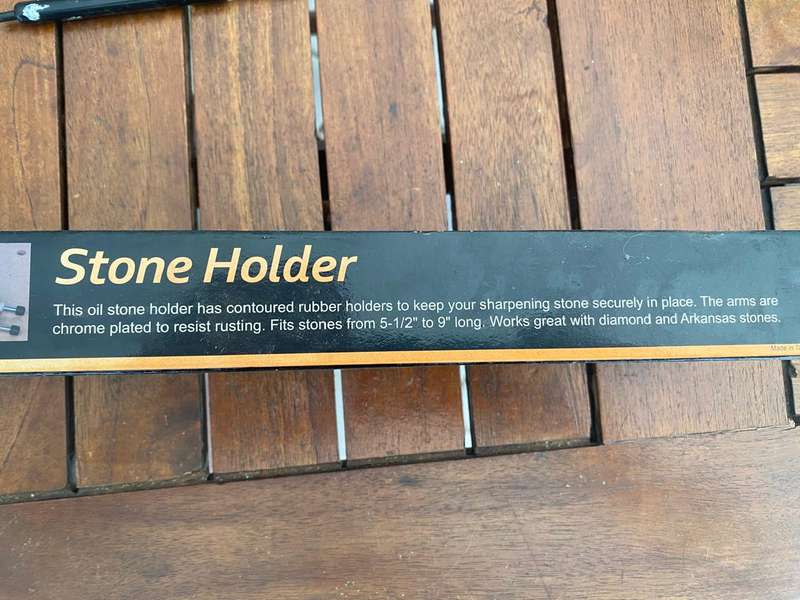 Stone Holder
This oil stone holder has contoured rubber holders to keep your sharpening stone securely in place. The arms are
chrome plated to resist rusting. Fits stones from 5-1/2" to 9" long. Works great with diamond and Arkansas stones.
Made in